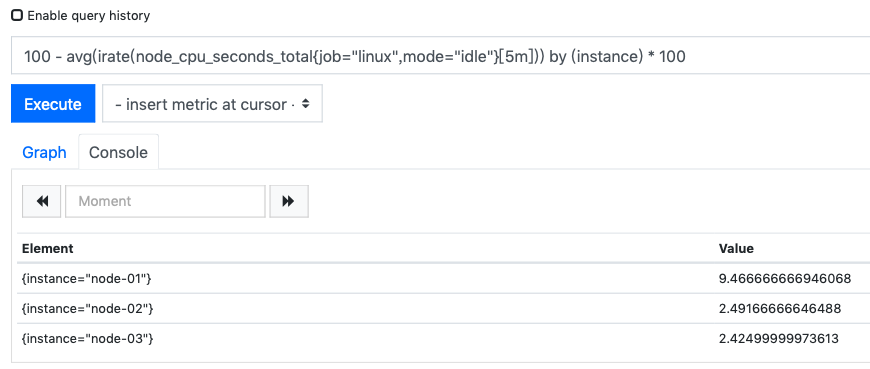 Enable query history
100 - avg(irate(node_cpu_seconds_total{job="linux",mode="idle"}[5m])) by (instance) * 100
Execute - insert metric at cursor -
Graph Console
Moment
Element Value
{instance="node-01"} 9.466666666946068
{instance="node-02"} 2.49166666646488
{instance="node-03"} 2.42499999973613